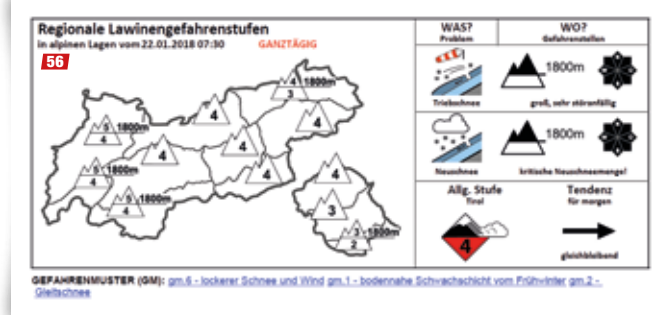 Regionale Lawinengefahrenstufen
in alpinen Lagen vom 22.01.2018 07:30 GANZTÄGIG
56
4 1800m
3
4
4
5 1800m
4
4
4
5 1800m
4
4
4
5 1800m
4
3
3 1800m
2
WAS?
Problem
WO?
Gefahrenstellen
1800m
Triebschnee
groß, sehr störanfällig
1800m
Neuschnee
kritische Neuschneemenge!
Allg. Stufe
Tirol
Tendenz
für morgen
4
gleichbleibend
GEFAHRENMUSTER (GM): gm.6 - lockerer Schnee und Wind gm.1 - bodennahe Schwachschicht vom Frühwinter gm.2 -
Gleitschnee